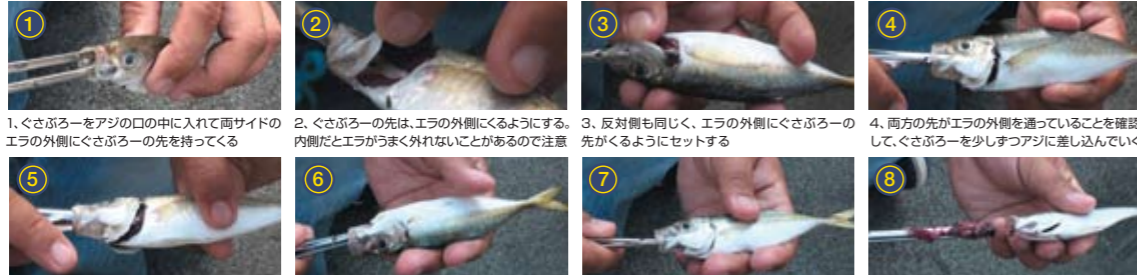 ①
②
③
④
1、ぐさぶろーをアジの口の中に入れて両サイドの
エラの外側にぐさぶろーの先を持ってくる
2、ぐさぶろーの先は、エラの外側にくるようにする。
内側だとエラがうまく外れないことがあるので注意
3、反対側も同じく、エラの外側にぐさぶろーの
先がくるようにセットする
4、両方の先がエラの外側を通っていることを確認
して、ぐさぶろーを少しずつアジに差し込んでいく
⑤
⑥
⑦
⑧